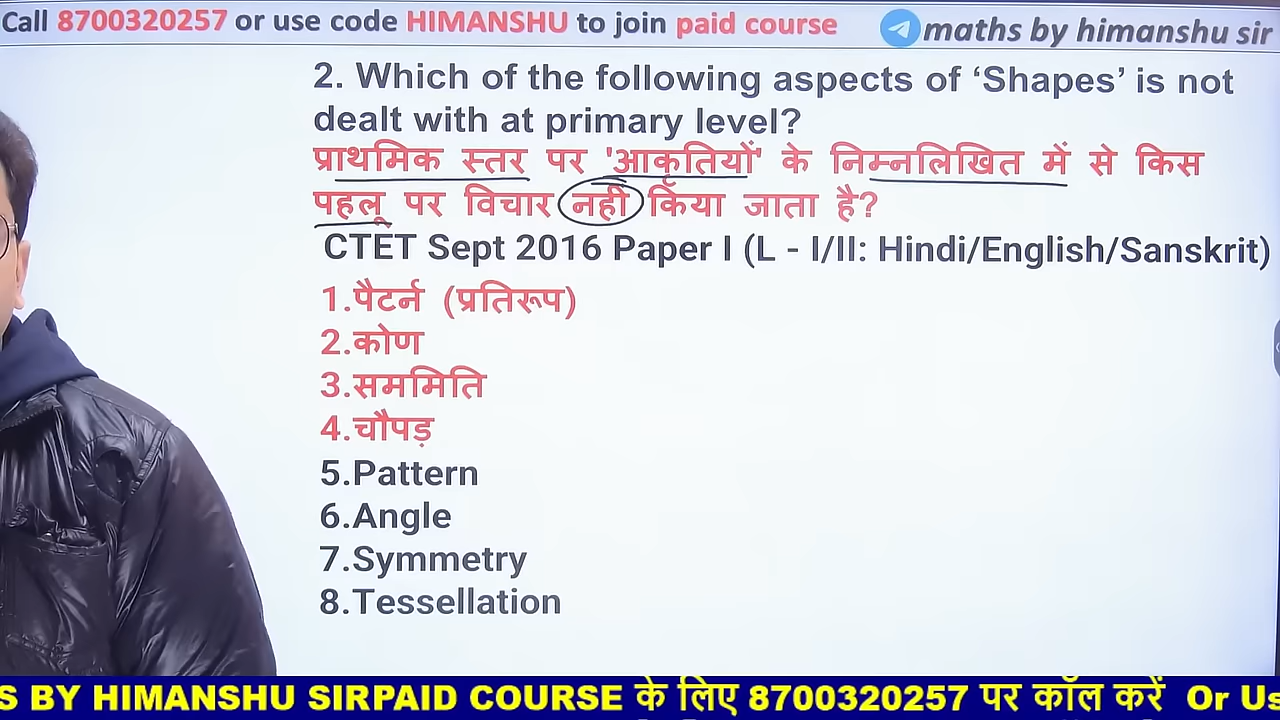 Call 8700320257 or use code HIMANSHU to join paid course
maths by himanshu sir
2. Which of the following aspects of ‘Shapes’ is not
dealt with at primary level?
प्राथमिक स्तर पर 'आकृतियों' के निम्नलिखित में से किस
पहलू पर विचार नहीं किया जाता है?
CTET Sept 2016 Paper I (L - I/II: Hindi/English/Sanskrit)
1.पैटर्न (प्रतिरूप)
2.कोण
3.सममिति
4.चौपड़
5.Pattern
6.Angle
7.Symmetry
8.Tessellation
S BY HIMANSHU SIRPAID COURSE के लिए 8700320257 पर कॉल करें Or Us